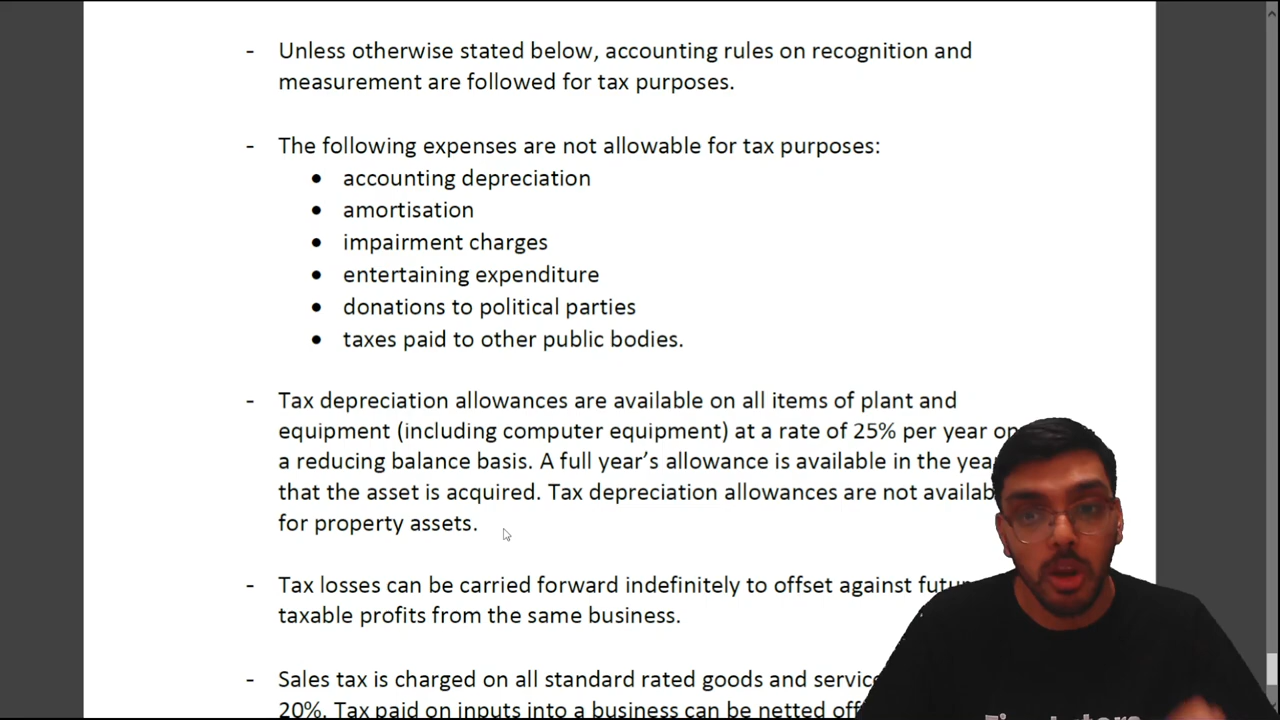 - Unless otherwise stated below, accounting rules on recognition and
measurement are followed for tax purposes.
- The following expenses are not allowable for tax purposes:
• accounting depreciation
• amortisation
• impairment charges
• entertaining expenditure
• donations to political parties
• taxes paid to other public bodies.
- Tax depreciation allowances are available on all items of plant and
equipment (including computer equipment) at a rate of 25% per year on
a reducing balance basis. A full year's allowance is available in the
that the asset is acquired. Tax depreciation allowances are not
for property assets.
- Tax losses can be carried forward indefinitely to offset against
taxable profits from the same business.
- Sales tax is charged on all standard rated goods and
20%. Tax paid on inputs into a business can be netted off